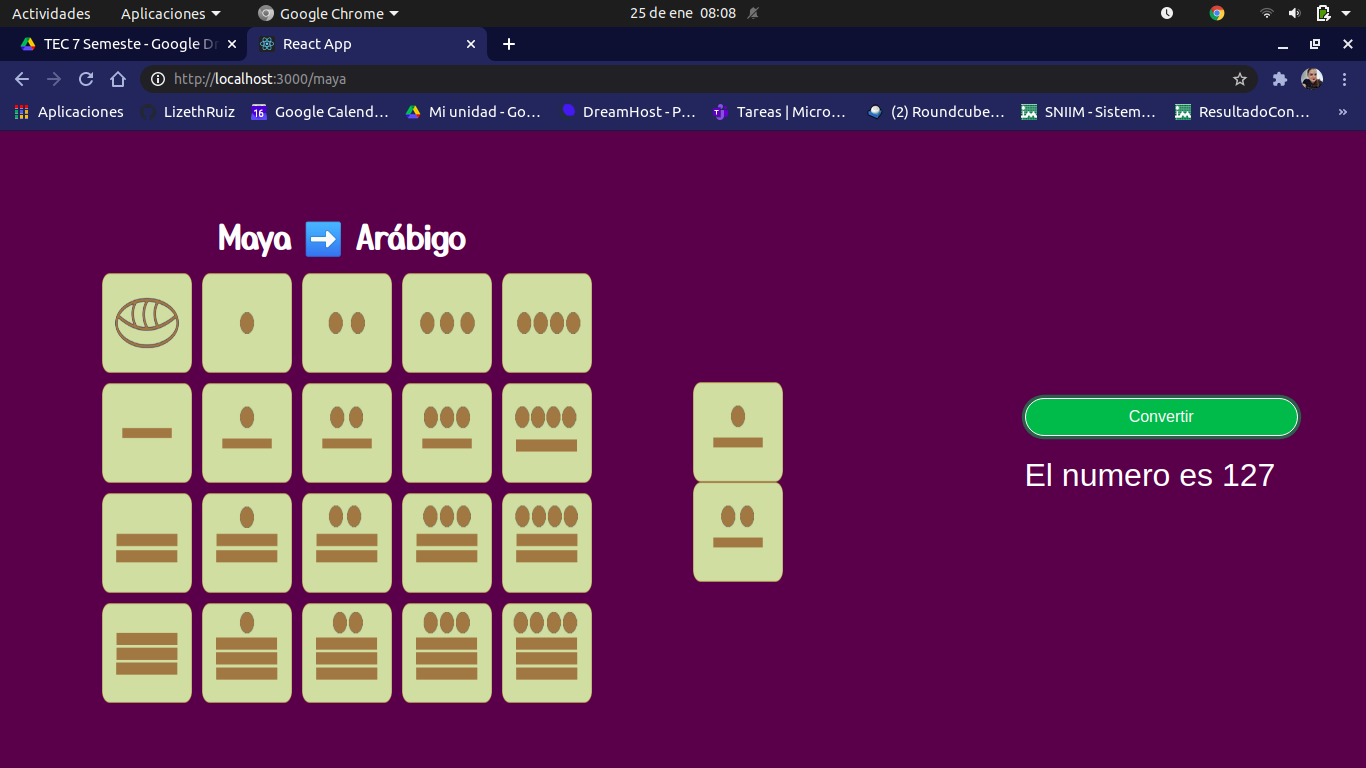 Actividades Aplicaciones Google Chrome 25 de ene 08:08
TEC 7 Semeste - Google Dr React App
http://localhost:3000/maya
Aplicaciones LizethRuiz 16 Google Calend... Mi unidad - Go... DreamHost - P... Tareas | Micro... (2) Roundcube... SNIIM - Sistem... ResultadoCon... »
Maya ➡ Arábigo
Convertir
El numero es 127